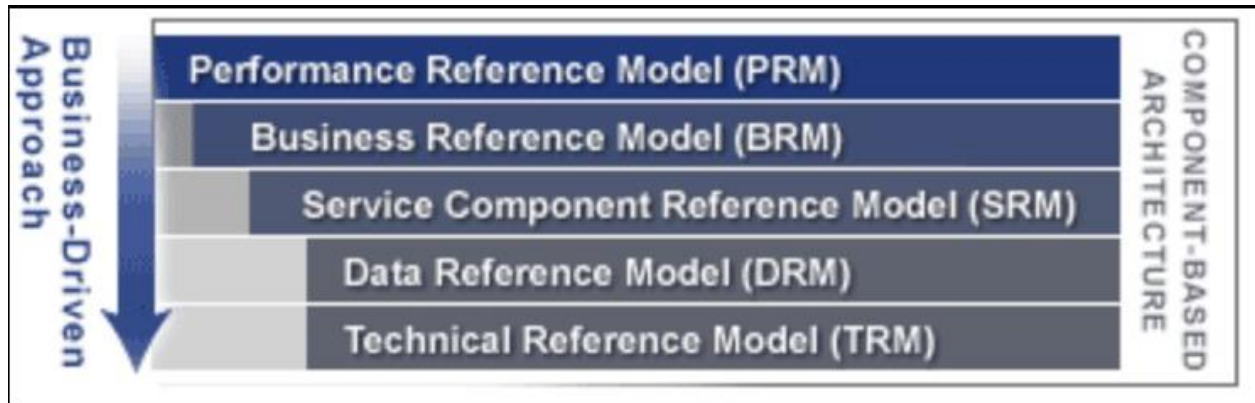 Business-Driven
Approach
Performance Reference Model (PRM)
Business Reference Model (BRM)
Service Component Reference Model (SRM)
Data Reference Model (DRM)
Technical Reference Model (TRM)
COMPONENT-BASED
ARCHITECTURE